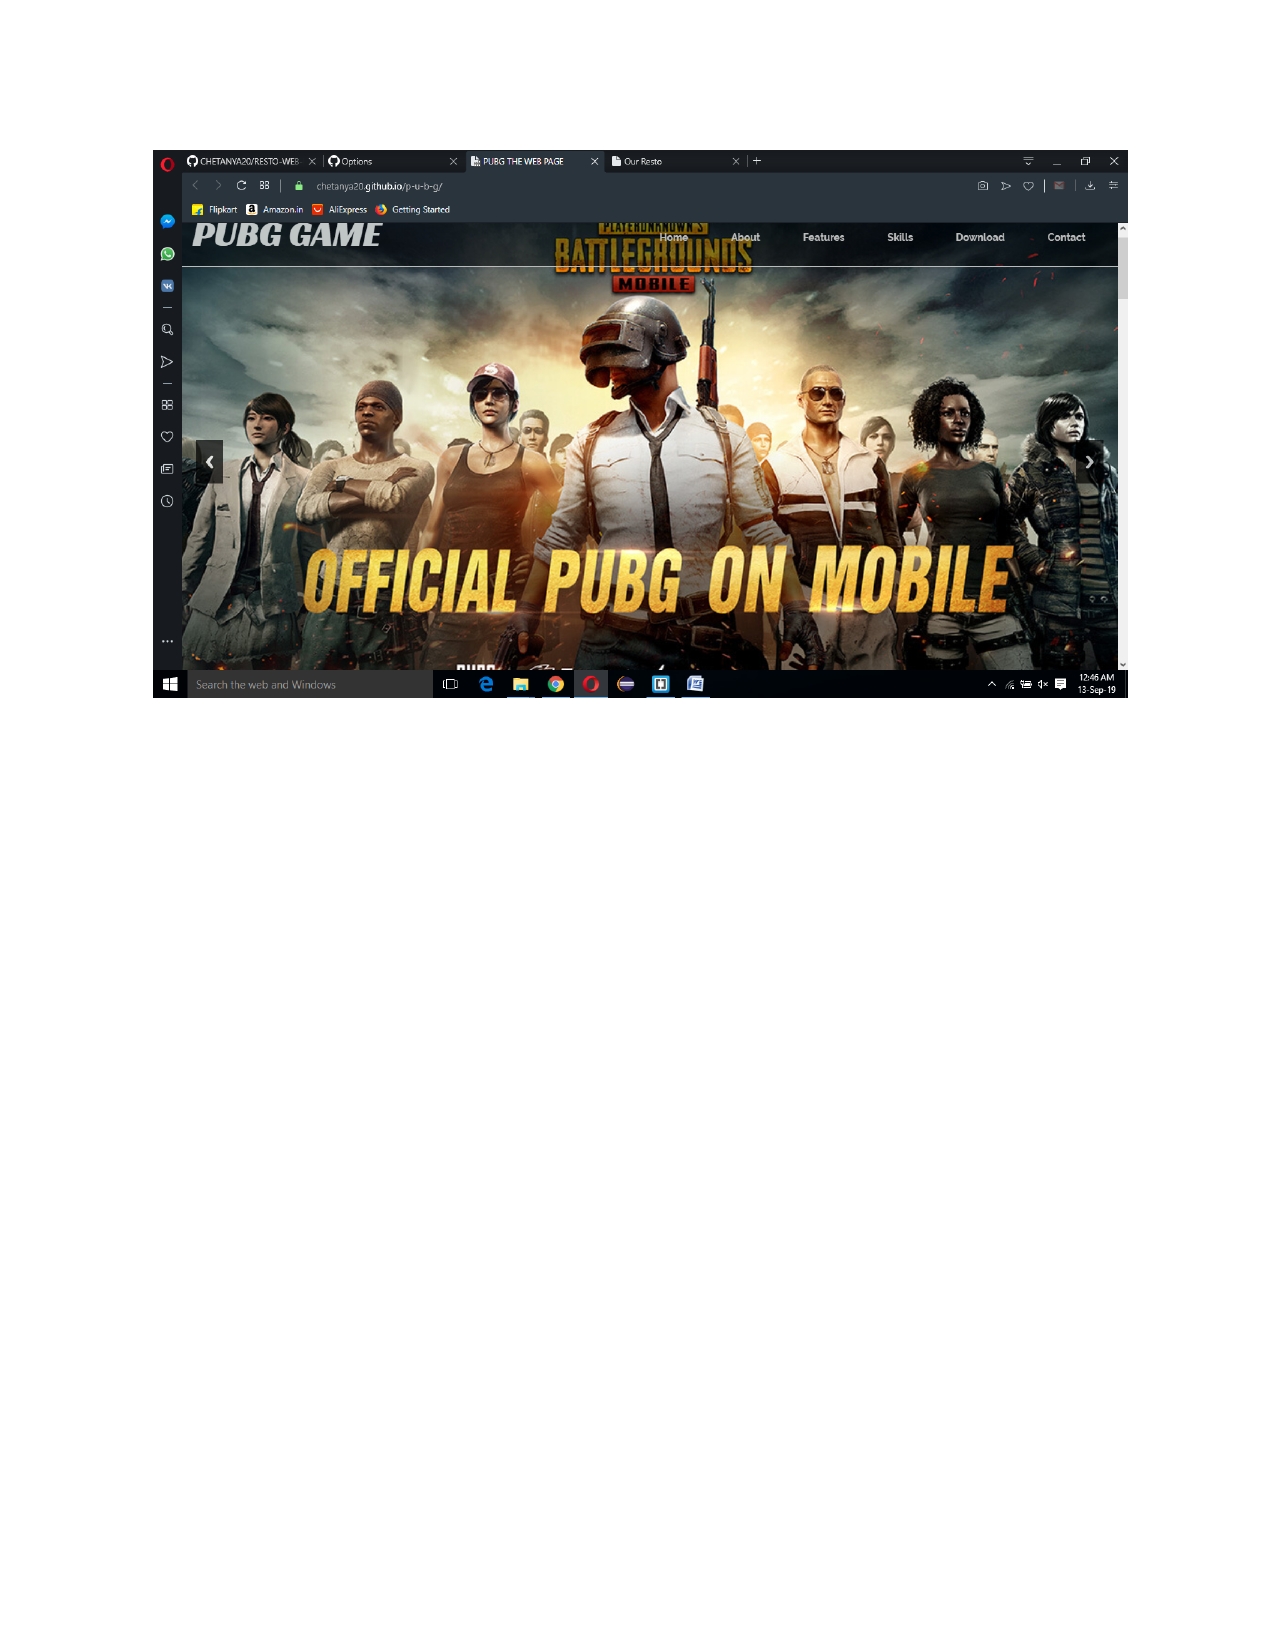 CHETANYA20/RESTO-WEB
Options
PUBG THE WEB PAGE
Our Resto
chetanya20.github.io/p-u-b-g/
Flipkart Amazon.in AliExpress Getting Started
PUBG GAME
Home About Features Skills Download Contact
PLAYERUNKNOWN'S
BATTLEGROUNDS
MOBILE
OFFICIAL PUBG ON MOBILE
Search the web and Windows
12:46 AM
13-Sep-19